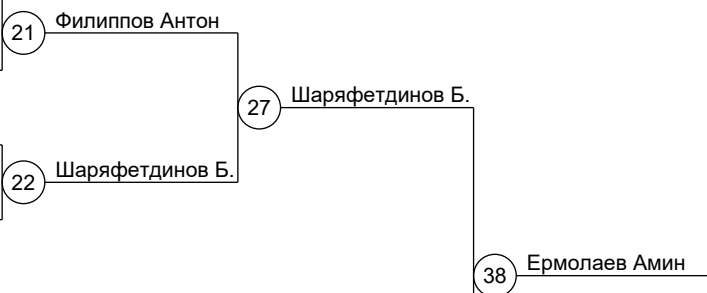 21 Филиппов Антон
27 Шаряфетдинов Б.
22 Шаряфетдинов Б.
38 Ермолаев Амин